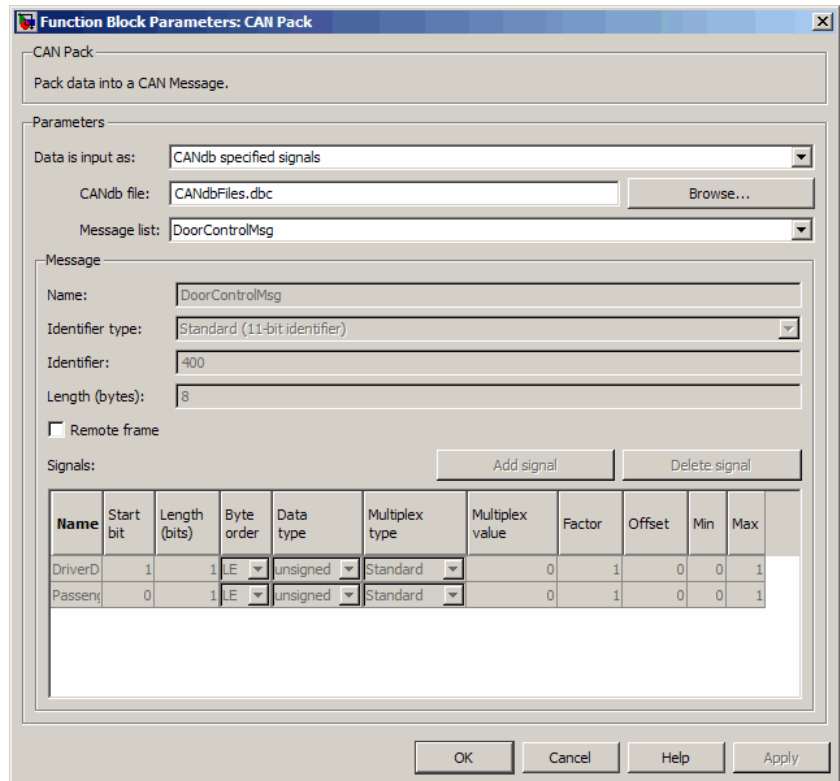 Function Block Parameters: CAN Pack
CAN Pack
Pack data into a CAN Message.
Parameters
Data is input as: CANdb specified signals
CANdb file: CANdbFiles.dbc Browse...
Message list: DoorControlMsg
Message
Name: DoorControlMsg
Identifier type: Standard (11-bit identifier)
Identifier: 400
Length (bytes): 8
Remote frame
Signals: Add signal Delete signal
Name Start bit Length (bits) Byte order Data type Multiplex type Multiplex value Factor Offset Min Max
DriverD 1 1 LE unsigned Standard 0 1 0 0 1
Passeng 0 1 LE unsigned Standard 0 1 0 0 1
OK Cancel Help Apply